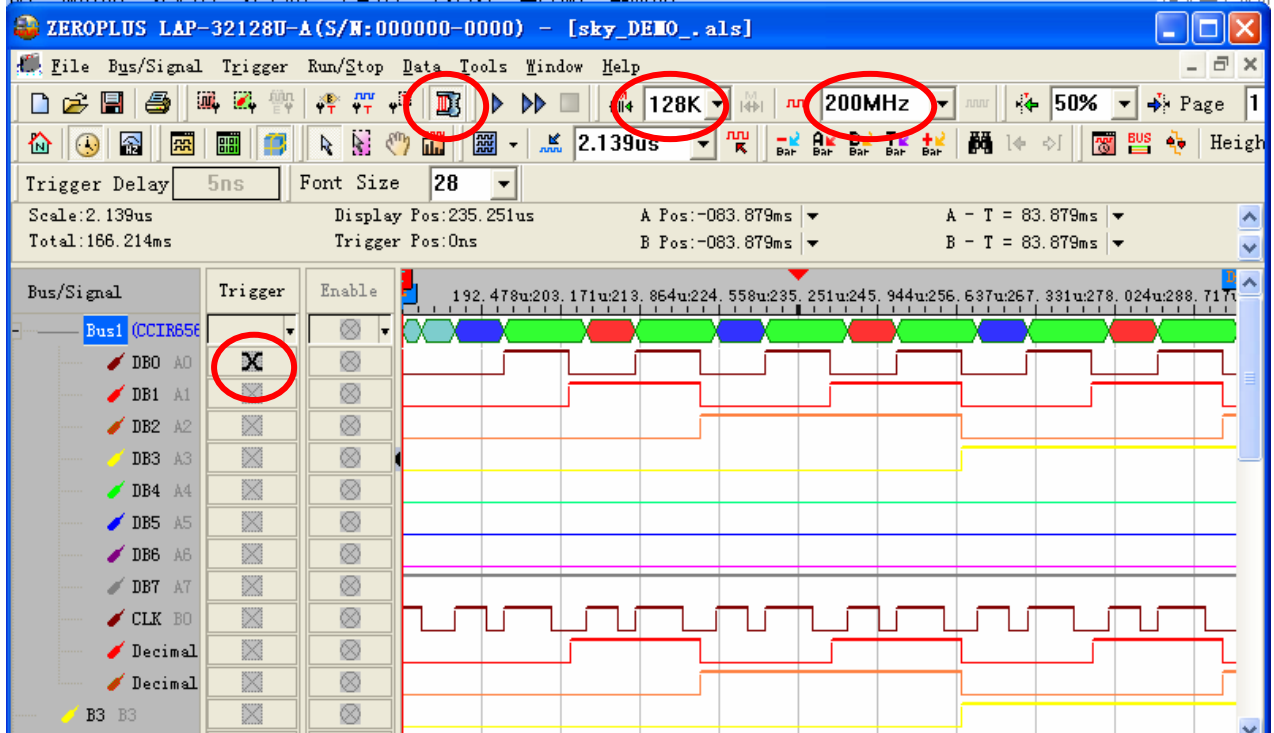 ZEROPLUS LAP-32128U-A(S/N:000000-0000) - [sky_DEMO_.als]
File Bus/Signal Trigger Run/Stop Data Tools Window Help
128K 200MHz 50% Page 1
2.139us Bar Bar Bar Bar Bar BUS Heigh
Trigger Delay 5ns Font Size 28
Scale:2.139us Display Pos:235.251us A Pos:-083.879ms A - T = 83.879ms
Total:166.214ms Trigger Pos:0ns B Pos:-083.879ms B - T = 83.879ms
Bus/Signal Trigger Enable 192.478u 203.171u 213.864u 224.558u 235.251u 245.944u 256.637u 267.331u 278.024u 288.717u
Bus1 (CCIR656
DB0 A0
DB1 A1
DB2 A2
DB3 A3
DB4 A4
DB5 A5
DB6 A6
DB7 A7
CLK B0
Decimal
Decimal
B3 B3